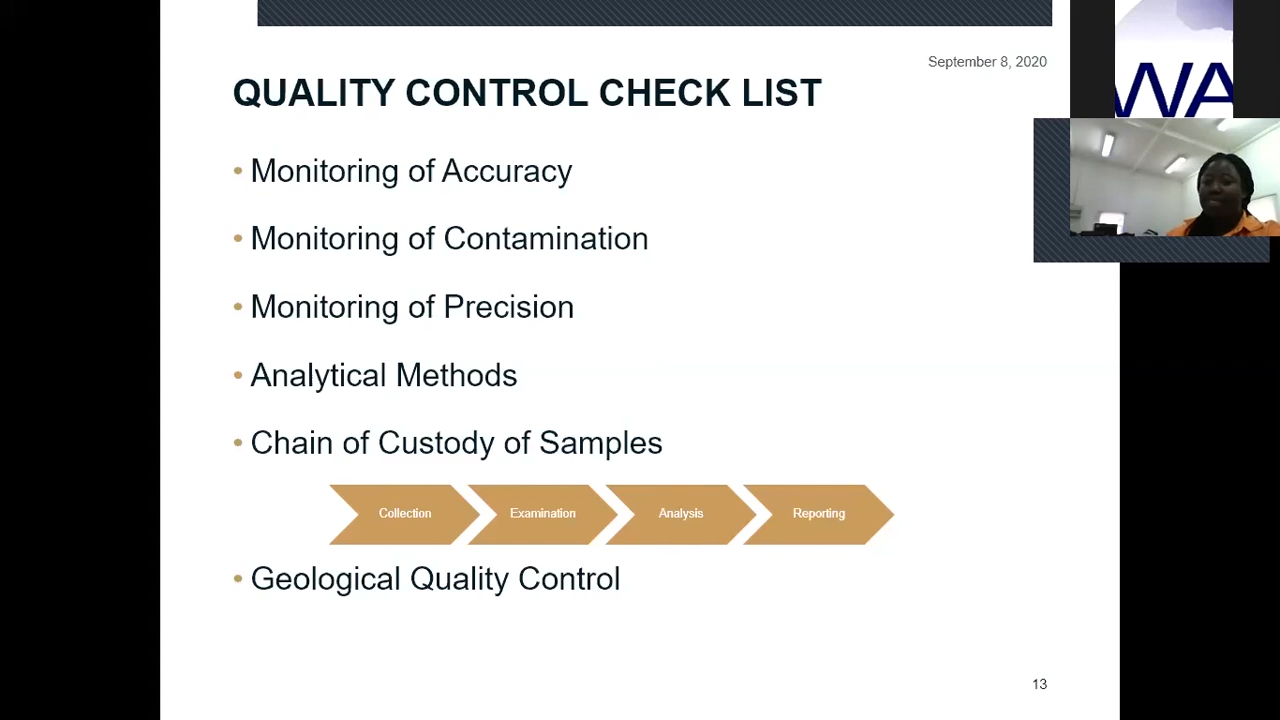 September 8, 2020
QUALITY CONTROL CHECK LIST
• Monitoring of Accuracy
• Monitoring of Contamination
• Monitoring of Precision
• Analytical Methods
• Chain of Custody of Samples
Collection
Examination
Analysis
Reporting
• Geological Quality Control
13
WA